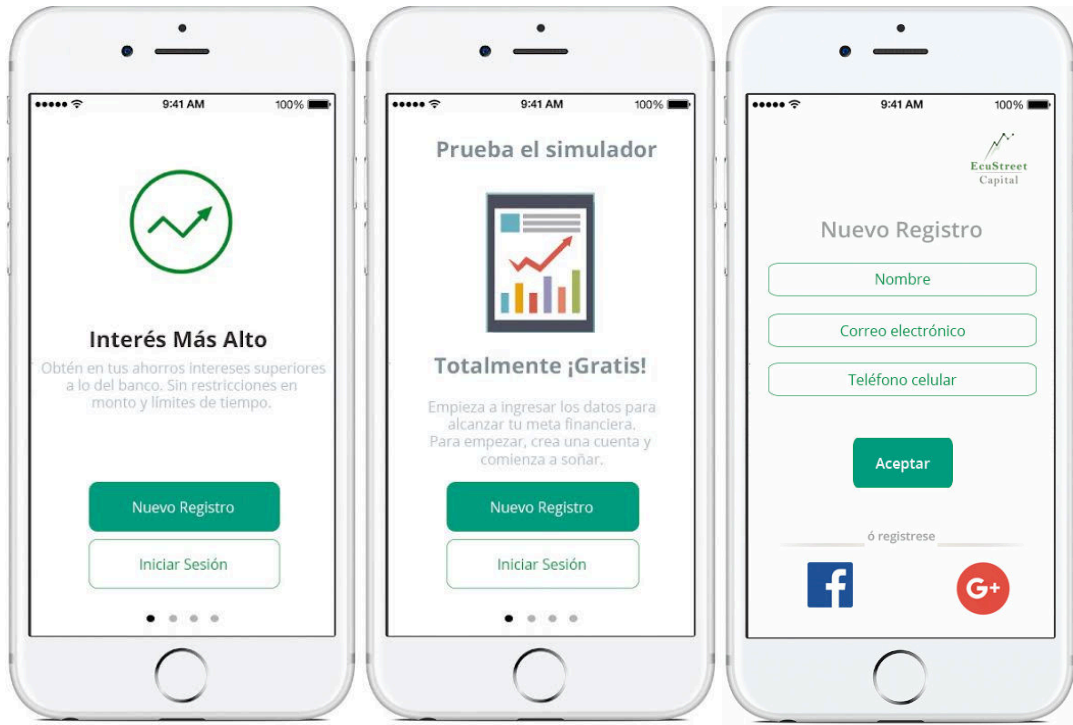 9:41 AM 100%
Interés Más Alto
Obtén en tus ahorros intereses superiores
a lo del banco. Sin restricciones en
monto y límites de tiempo.
Nuevo Registro
Iniciar Sesión
9:41 AM 100%
Prueba el simulador
Totalmente ¡Gratis!
Empieza a ingresar los datos para
alcanzar tu meta financiera.
Para empezar, crea una cuenta y
comienza a soñar.
Nuevo Registro
Iniciar Sesión
9:41 AM 100%
EcuStreet
Capital
Nuevo Registro
Nombre
Correo electrónico
Teléfono celular
Aceptar
ó registrese
f
G+